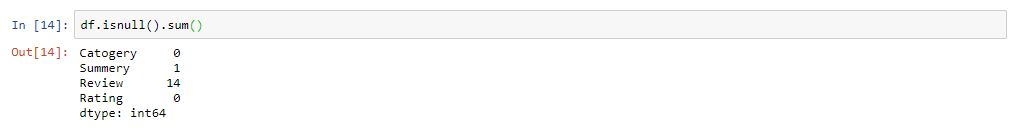 In [14]: df.isnull().sum()
Out[14]: Catogery 0
Summery 1
Review 14
Rating 0
dtype: int64